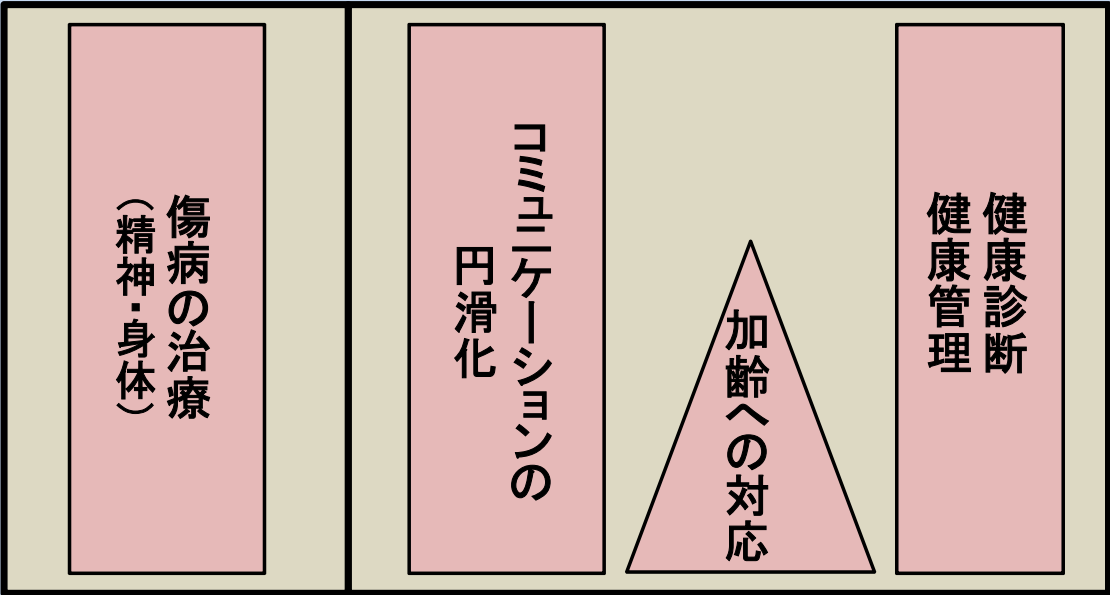 健康診断
健康管理
加齢への対応
コミュニケーションの
円滑化
傷病の治療
（精神・身体）